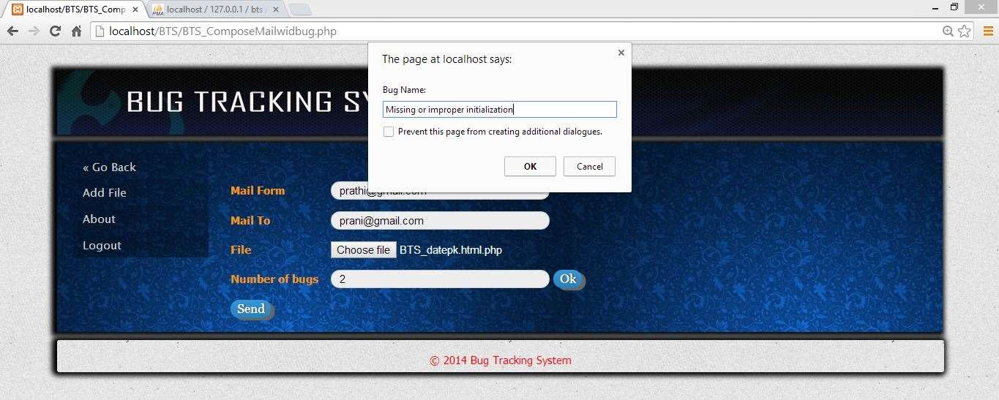 localhost/BTS/BTS_Comp
PMA localhost / 127.0.0.1 / bts
localhost/BTS/BTS_ComposeMailwidbug.php
The page at localhost says:
Bug Name:
Missing or improper initialization
Prevent this page from creating additional dialogues.
OK Cancel
BUG TRACKING SY
« Go Back
Add File
About
Logout
Mail Form prathi@gmail.com
Mail To prani@gmail.com
File Choose file BTS_datepk.html.php
Number of bugs 2 Ok
Send
© 2014 Bug Tracking System